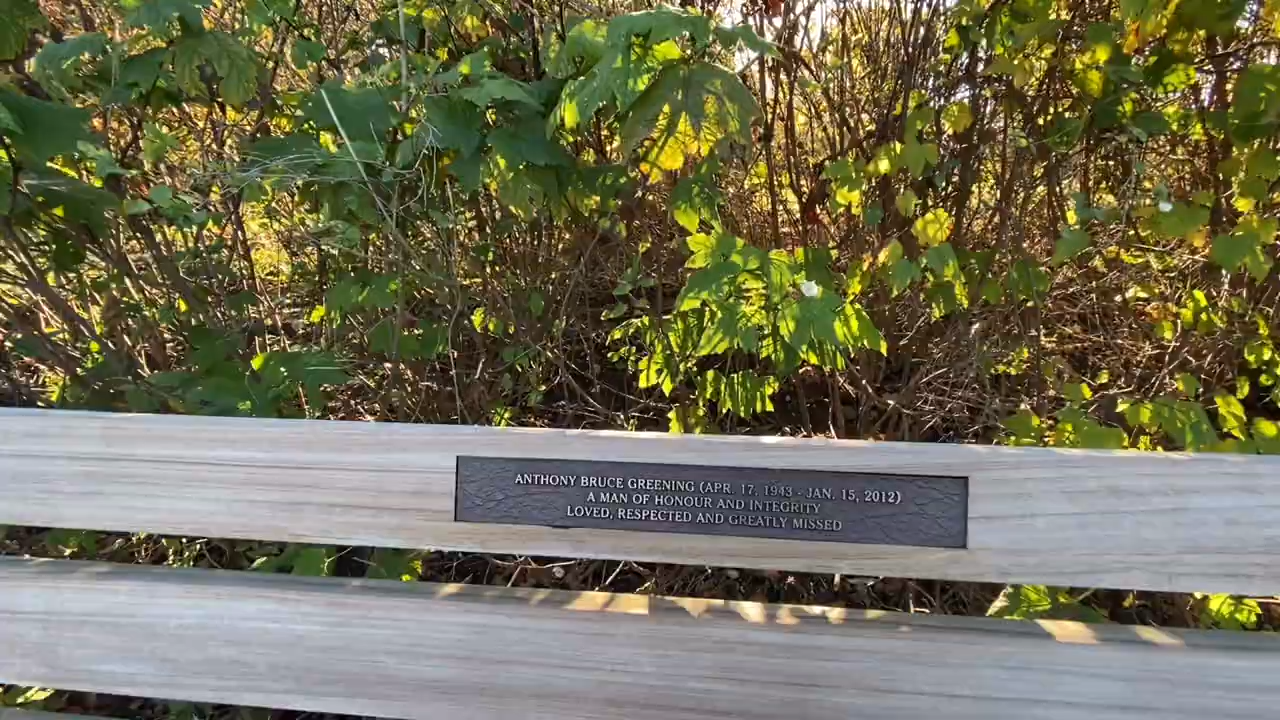 ANTHONY BRUCE GREENING (APR. 17, 1943 - JAN. 15, 2012)
A MAN OF HONOUR AND INTEGRITY
LOVED, RESPECTED AND GREATLY MISSED